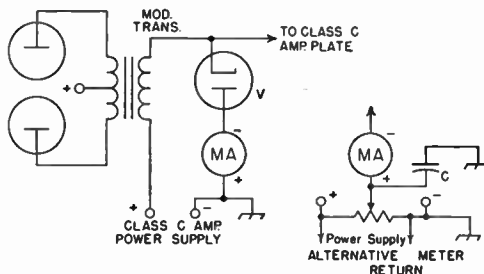 MOD.
TRANS.
TO CLASS C
AMP. PLATE
+
V
-
MA
+
-
MA
+
C
+
-
+
-
CLASS C AMP.
POWER SUPPLY
Power Supply
ALTERNATIVE METER
RETURN